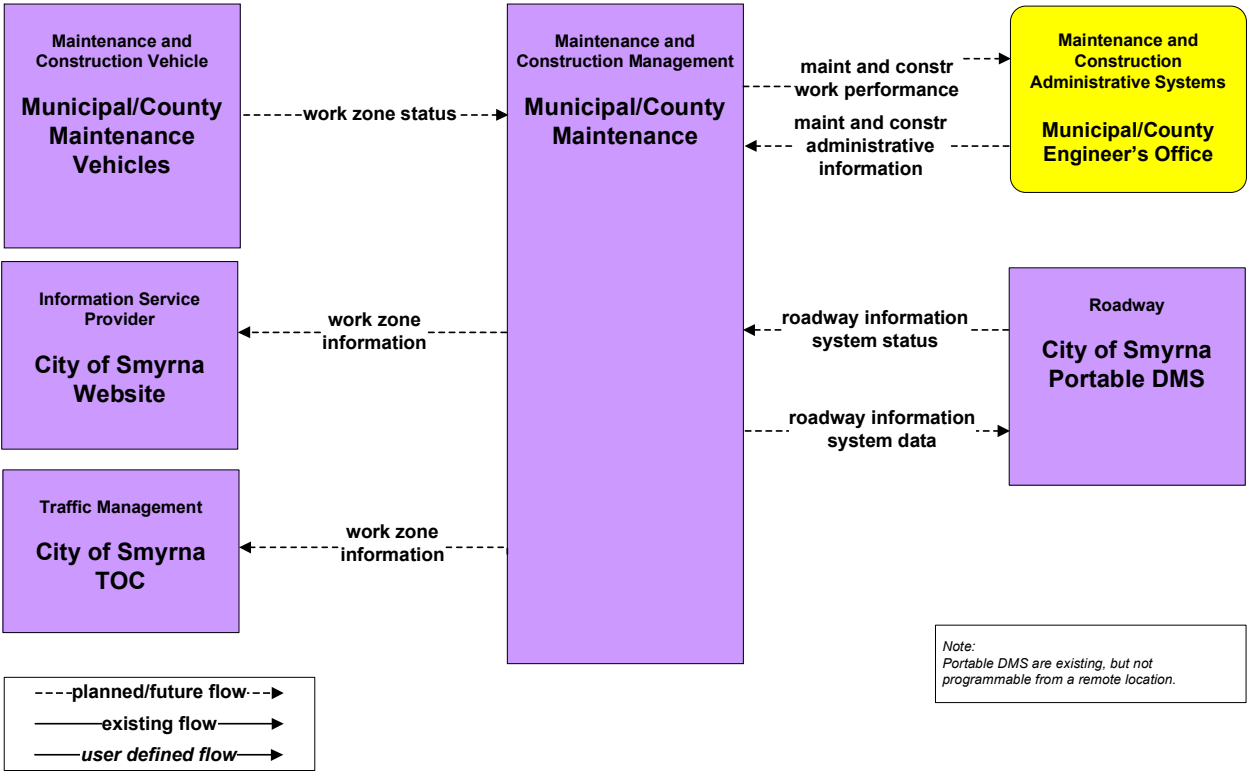 Maintenance and
Construction Vehicle
Municipal/County
Maintenance
Vehicles
work zone status
Maintenance and
Construction Management
Municipal/County
Maintenance
maint and constr
work performance
maint and constr
administrative
information
Maintenance and
Construction
Administrative Systems
Municipal/County
Engineer’s Office
Information Service
Provider
City of Smyrna
Website
work zone
information
roadway information
system status
roadway information
system data
Roadway
City of Smyrna
Portable DMS
Traffic Management
City of Smyrna
TOC
work zone
information
Note:
Portable DMS are existing, but not
programmable from a remote location.
planned/future flow
existing flow
user defined flow